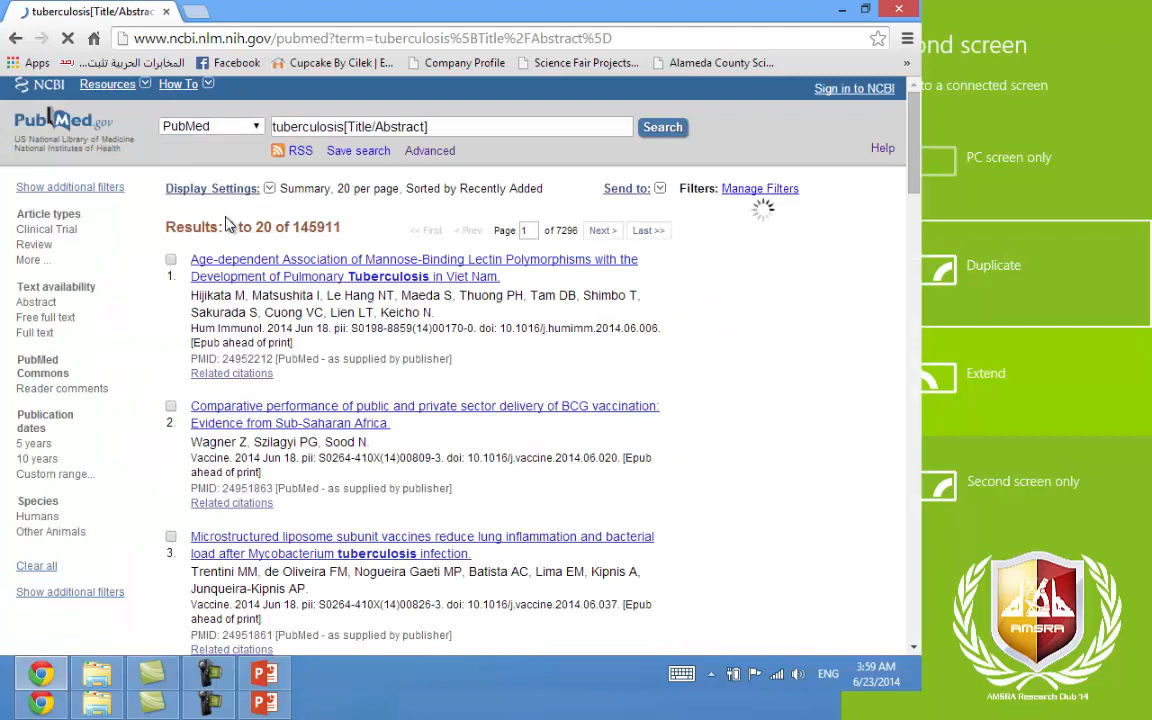 tuberculosis[Title/Abstrac
www.ncbi.nlm.nih.gov/pubmed?term=tuberculosis%5BTitle%2FAbstract%5D
Apps
المخابرات الحربية تثبت...
رصد
Facebook
Cupcake By Cilek | E...
Company Profile
Science Fair Projects...
Alameda County Sci...
»
NCBI Resources How To Sign in to NCBI
PubMed.gov
US National Library of Medicine
National Institutes of Health
PubMed
tuberculosis[Title/Abstract]
Search
RSS Save search Advanced
Help
Show additional filters
Article types
Clinical Trial
Review
More ...
Text availability
Abstract
Free full text
Full text
PubMed
Commons
Reader comments
Publication
dates
5 years
10 years
Custom range...
Species
Humans
Other Animals
Clear all
Show additional filters
Display Settings: Summary, 20 per page, Sorted by Recently Added
Send to:
Filters: Manage Filters
Results: to 20 of 145911
<< First < Prev Page 1 of 7296 Next > Last >>
1. Age-dependent Association of Mannose-Binding Lectin Polymorphisms with the
Development of Pulmonary Tuberculosis in Viet Nam.
Hijikata M, Matsushita I, Le Hang NT, Maeda S, Thuong PH, Tam DB, Shimbo T,
Sakurada S, Cuong VC, Lien LT, Keicho N.
Hum Immunol. 2014 Jun 18. pii: S0198-8859(14)00170-0. doi: 10.1016/j.humimm.2014.06.006.
[Epub ahead of print]
PMID: 24952212 [PubMed - as supplied by publisher]
Related citations
2. Comparative performance of public and private sector delivery of BCG vaccination:
Evidence from Sub-Saharan Africa.
Wagner Z, Szilagyi PG, Sood N.
Vaccine. 2014 Jun 18. pii: S0264-410X(14)00809-3. doi: 10.1016/j.vaccine.2014.06.020. [Epub
ahead of print]
PMID: 24951863 [PubMed - as supplied by publisher]
Related citations
3. Microstructured liposome subunit vaccines reduce lung inflammation and bacterial
load after Mycobacterium tuberculosis infection.
Trentini MM, de Oliveira FM, Nogueira Gaeti MP, Batista AC, Lima EM, Kipnis A,
Junqueira-Kipnis AP.
Vaccine. 2014 Jun 18. pii: S0264-410X(14)00826-3. doi: 10.1016/j.vaccine.2014.06.037. [Epub
ahead of print]
PMID: 24951861 [PubMed - as supplied by publisher]
Related citations
ond screen
to a connected screen
PC screen only
Duplicate
Extend
Second screen only
AMSRA
AMSRA Research Club '14
ENG
3:59 AM
6/23/2014